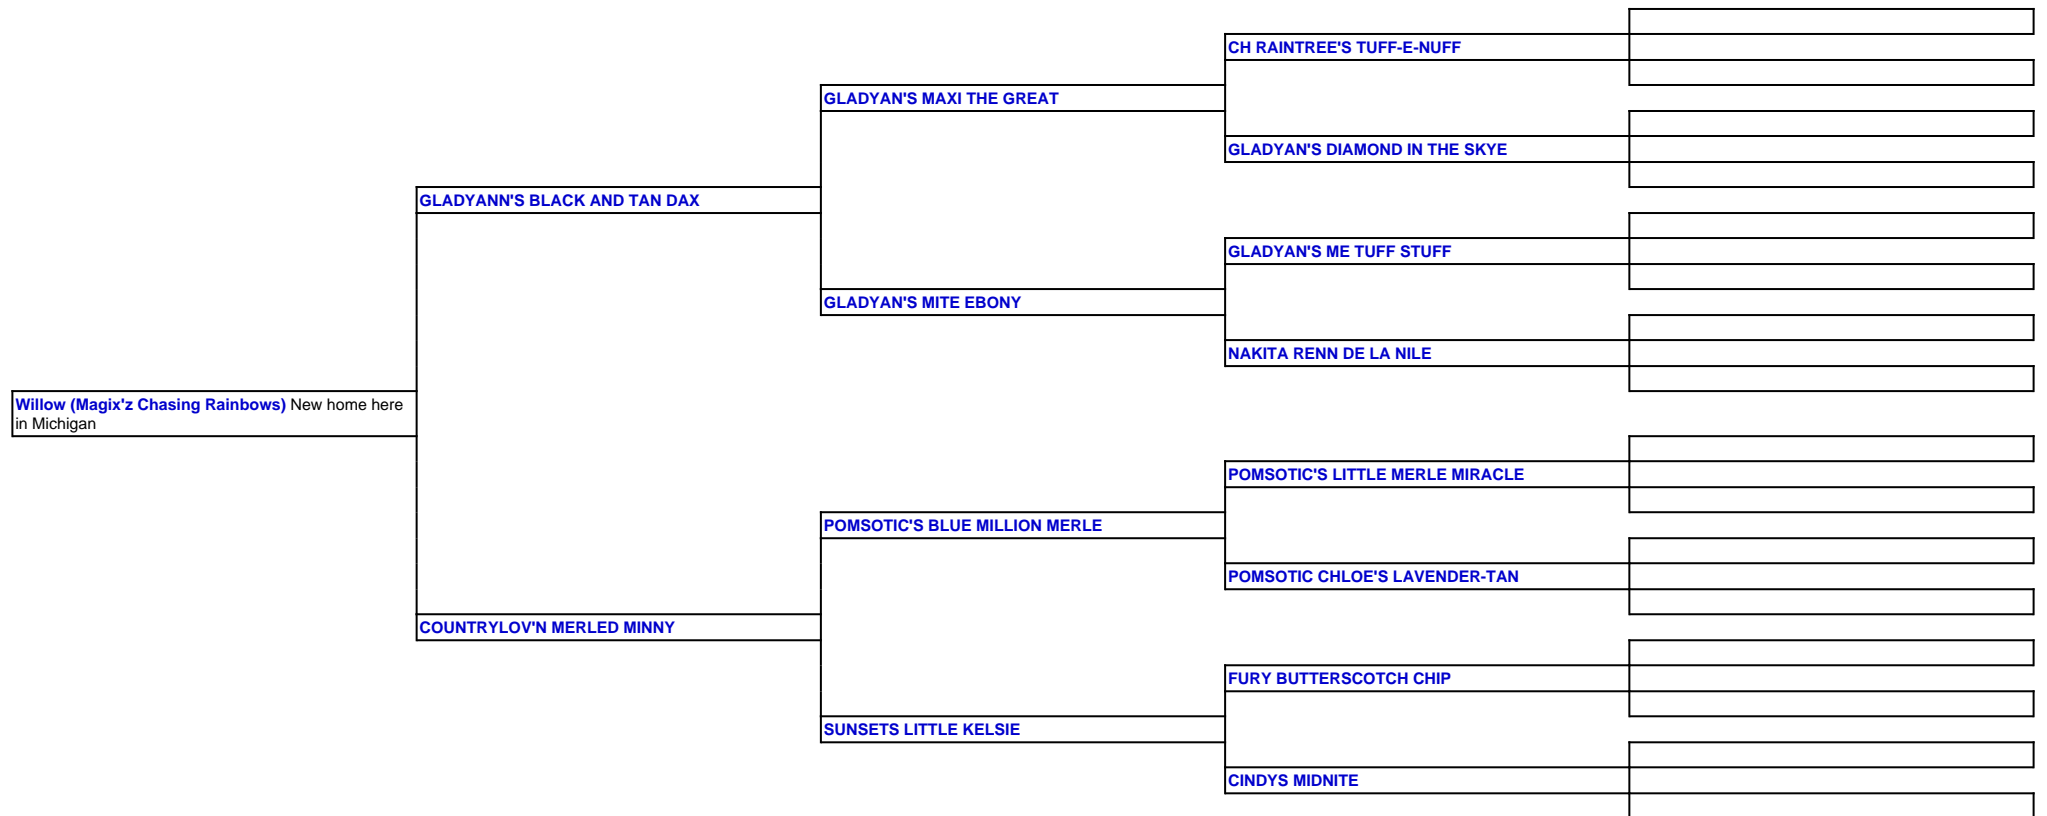 CH RAINTREE'S TUFF-E-NUFF
GLADYAN'S MAXI THE GREAT
GLADYAN'S DIAMOND IN THE SKYE
GLADYANN'S BLACK AND TAN DAX
GLADYAN'S ME TUFF STUFF
GLADYAN'S MITE EBONY
NAKITA RENN DE LA NILE
Willow (Magix'z Chasing Rainbows) New home here
in Michigan
POMSOTIC'S LITTLE MERLE MIRACLE
POMSOTIC'S BLUE MILLION MERLE
POMSOTIC CHLOE'S LAVENDER-TAN
COUNTRYLOV'N MERLED MINNY
FURY BUTTERSCOTCH CHIP
SUNSETS LITTLE KELSIE
CINDYS MIDNITE